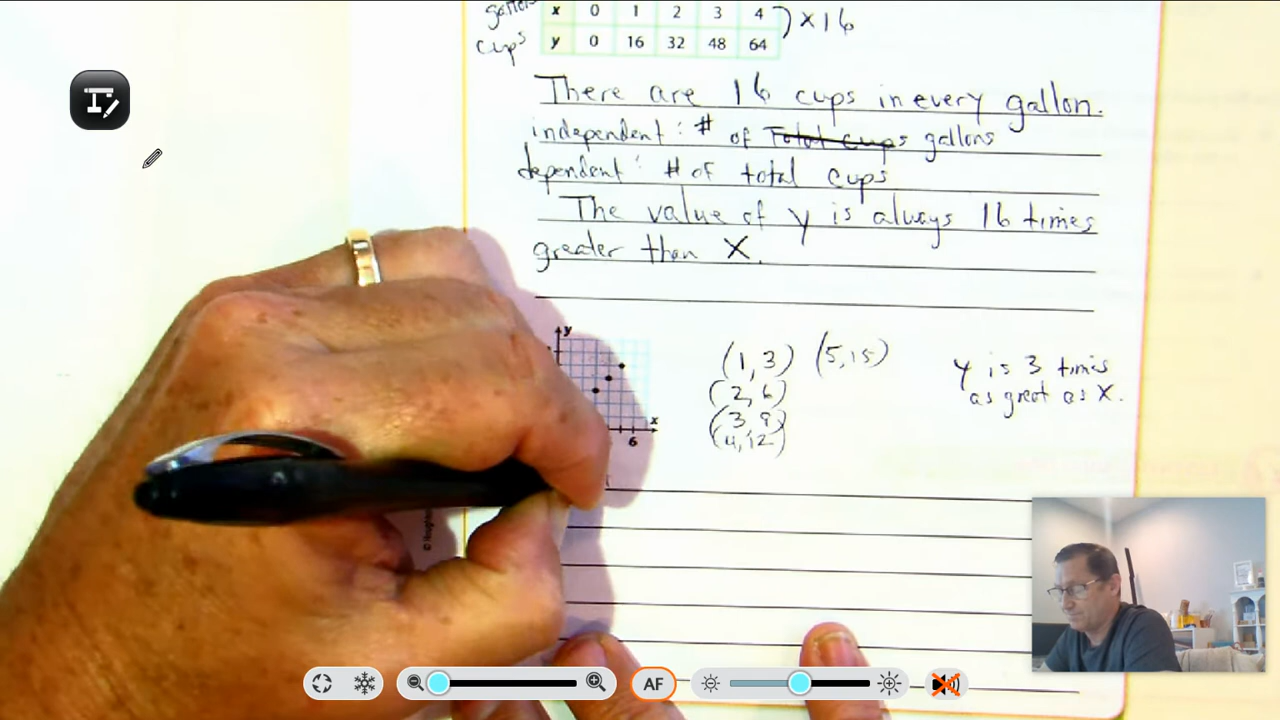 gallons x 0 1 2 3 4 ) ×16
cups y 0 16 32 48 64
There are 16 cups in every gallon.
independent: # of Total cups gallons
dependent: # of total cups
The value of y is always 16 times
greater than X.
y
(1,3) (5,15) y is 3 times
(2,6) as great as X.
(3,9)
(4,12)
x
6
© Hough
AF